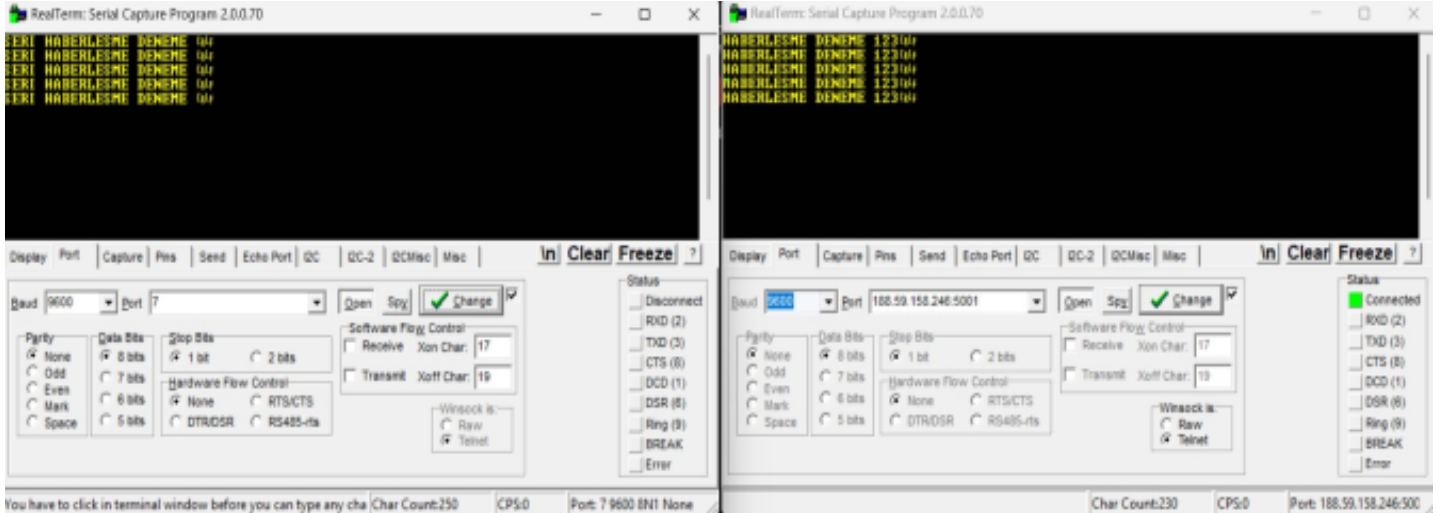 RealTerm: Serial Capture Program 2.0.0.70
SERI HABERLESME DENEME
SERI HABERLESME DENEME
SERI HABERLESME DENEME
SERI HABERLESME DENEME
SERI HABERLESME DENEME
Display Port Capture Pins Send Echo Port I2C I2C-2 I2CMisc Misc \n Clear Freeze ?
Status
Baud 9600 Port 7 Open Spy Change Disconnect
RXD (2)
TXD (3)
CTS (8)
DCD (1)
DSR (6)
Ring (9)
BREAK
Error
Parity
None
Odd
Even
Mark
Space
Data Bits
8 bits
7 bits
6 bits
5 bits
Stop Bits
1 bit 2 bits
Hardware Flow Control
None RTS/CTS
DTR/DSR RS485-rts
Software Flow Control
Receive Xon Char: 17
Transmit Xoff Char: 19
Winsock is:
Raw
Telnet
You have to click in terminal window before you can type any cha Char Count:250 CPS:0 Port: 7 9600 8N1 None
RealTerm: Serial Capture Program 2.0.0.70
HABERLESME DENEME 123
HABERLESME DENEME 123
HABERLESME DENEME 123
HABERLESME DENEME 123
HABERLESME DENEME 123
Display Port Capture Pins Send Echo Port I2C I2C-2 I2CMisc Misc \n Clear Freeze ?
Status
Baud 9600 Port 188.59.158.246:5001 Open Spy Change Connected
RXD (2)
TXD (3)
CTS (8)
DCD (1)
DSR (6)
Ring (9)
BREAK
Error
Parity
None
Odd
Even
Mark
Space
Data Bits
8 bits
7 bits
6 bits
5 bits
Stop Bits
1 bit 2 bits
Hardware Flow Control
None RTS/CTS
DTR/DSR RS485-rts
Software Flow Control
Receive Xon Char: 17
Transmit Xoff Char: 19
Winsock is:
Raw
Telnet
Char Count:230 CPS:0 Port: 188.59.158.246:500